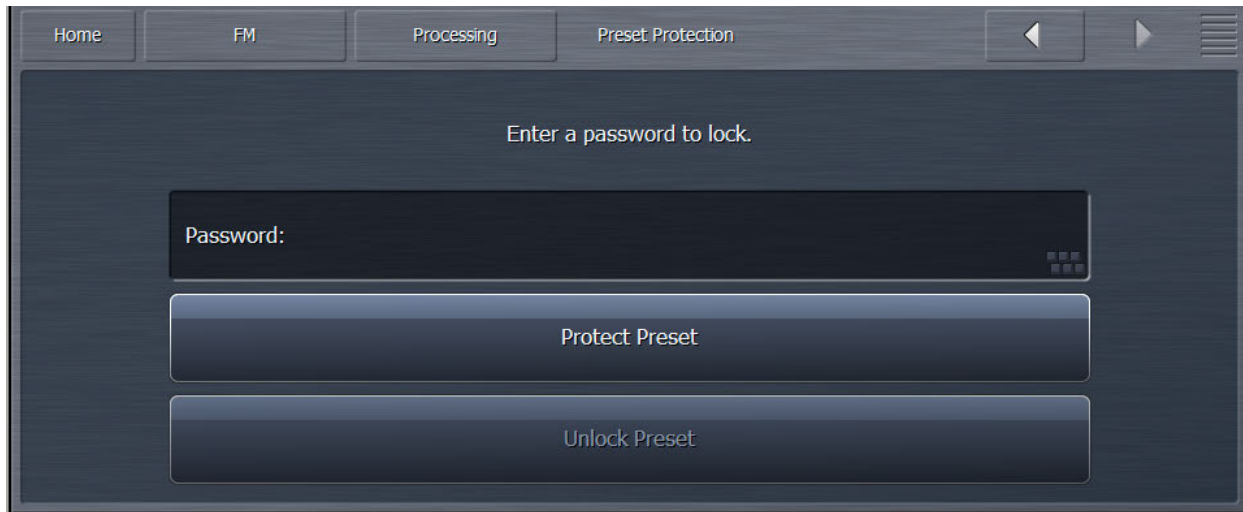 Home FM Processing Preset Protection
Enter a password to lock.
Password:
Protect Preset
Unlock Preset